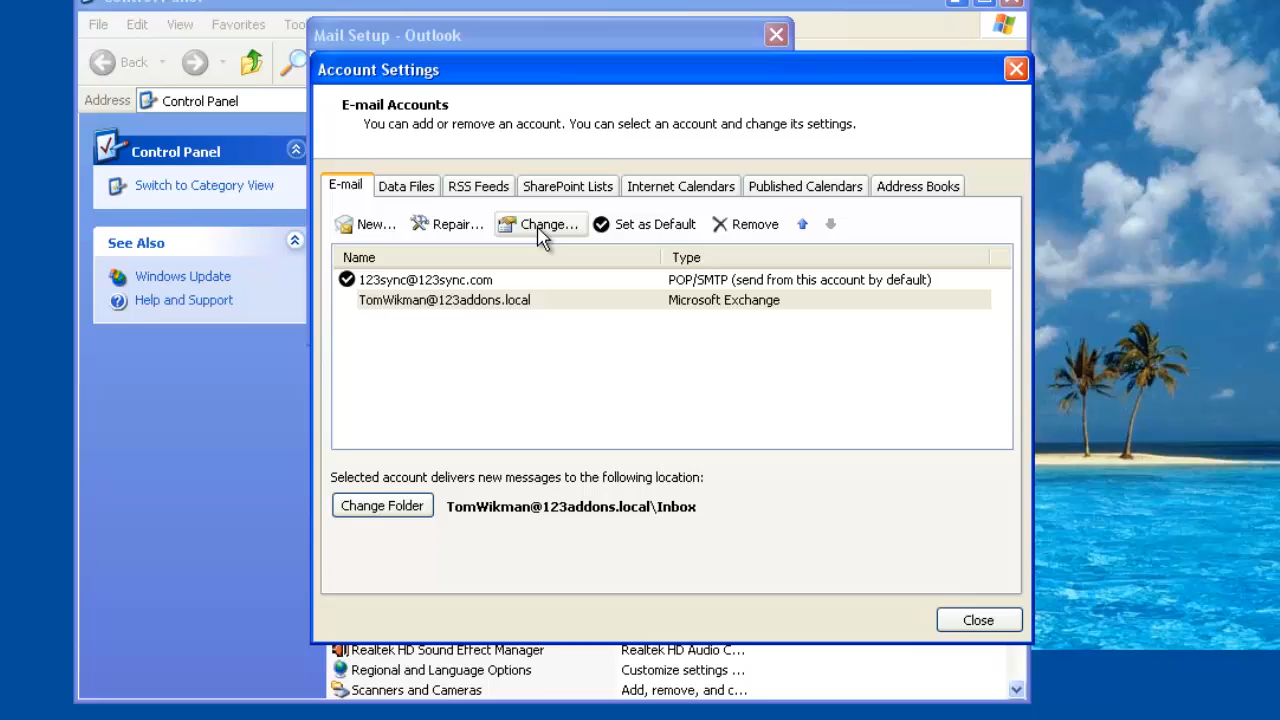 Control Panel
File Edit View Favorites Too
Mail Setup - Outlook
Back
Account Settings
Address Control Panel
E-mail Accounts
You can add or remove an account. You can select an account and change its settings.
Control Panel
Switch to Category View
See Also
Windows Update
Help and Support
E-mail Data Files RSS Feeds SharePoint Lists Internet Calendars Published Calendars Address Books
New... Repair... Change... Set as Default Remove
Name Type
123sync@123sync.com POP/SMTP (send from this account by default)
TomWikman@123addons.local Microsoft Exchange
Selected account delivers new messages to the following location:
Change Folder TomWikman@123addons.local\Inbox
Close
Realtek HD Sound Effect Manager Realtek HD Audio C...
Regional and Language Options Customize settings ...
Scanners and Cameras Add, remove, and c...